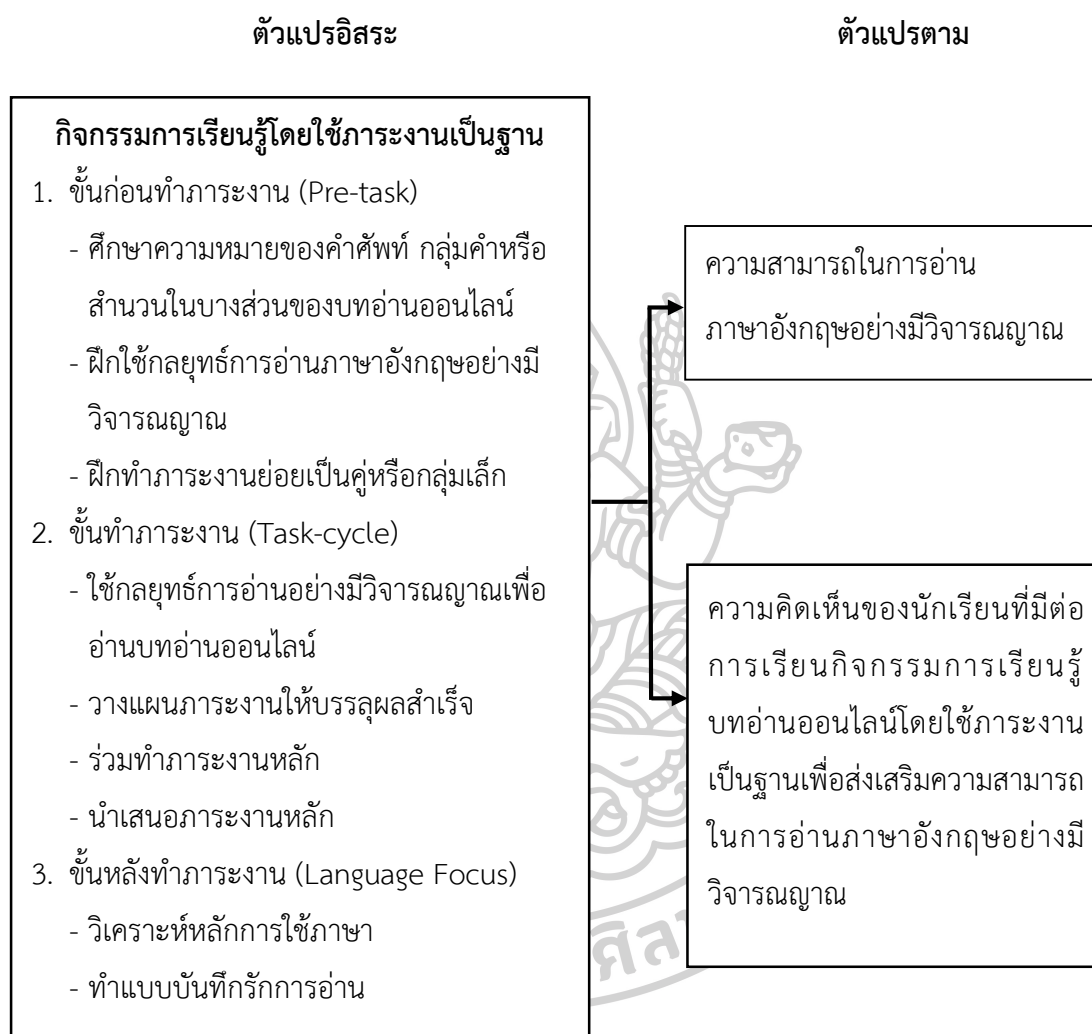 ตัวแปรอิสระ
ตัวแปรตาม
กิจกรรมการเรียนรู้โดยใช้ภาระงานเป็นฐาน
1. ขั้นก่อนทำภาระงาน (Pre-task)
- ศึกษาความหมายของคำศัพท์ กลุ่มคำหรือ
สำนวนในบางส่วนของบทอ่านออนไลน์
- ฝึกใช้กลยุทธ์การอ่านภาษาอังกฤษอย่างมี
วิจารณญาณ
- ฝึกทำภาระงานย่อยเป็นคู่หรือกลุ่มเล็ก
2. ขั้นทำภาระงาน (Task-cycle)
- ใช้กลยุทธ์การอ่านอย่างมีวิจารณญาณเพื่อ
อ่านบทอ่านออนไลน์
- วางแผนภาระงานให้บรรลุผลสำเร็จ
- ร่วมทำภาระงานหลัก
- นำเสนอภาระงานหลัก
3. ขั้นหลังทำภาระงาน (Language Focus)
- วิเคราะห์หลักการใช้ภาษา
- ทำแบบบันทึกรักการอ่าน
ความสามารถในการอ่าน
ภาษาอังกฤษอย่างมีวิจารณญาณ
ความคิดเห็นของนักเรียนที่มีต่อ
การเรียนกิจกรรมการเรียนรู้
บทอ่านออนไลน์โดยใช้ภาระงาน
เป็นฐานเพื่อส่งเสริมความสามารถ
ในการอ่านภาษาอังกฤษอย่างมี
วิจารณญาณ